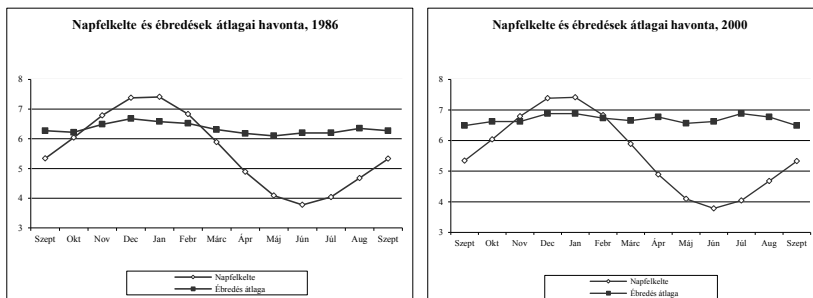 Napfelkelte és ébredések átlagai havonta, 1986
8
7
6
5
4
3
Szept Okt Nov Dec Jan Febr Márc Ápr Máj Jún Júl Aug Szept
Napfelkelte
Ébredés átlaga
Napfelkelte és ébredések átlagai havonta, 2000
8
7
6
5
4
3
Szept Okt Nov Dec Jan Febr Márc Ápr Máj Jún Júl Aug Szept
Napfelkelte
Ébredés átlaga